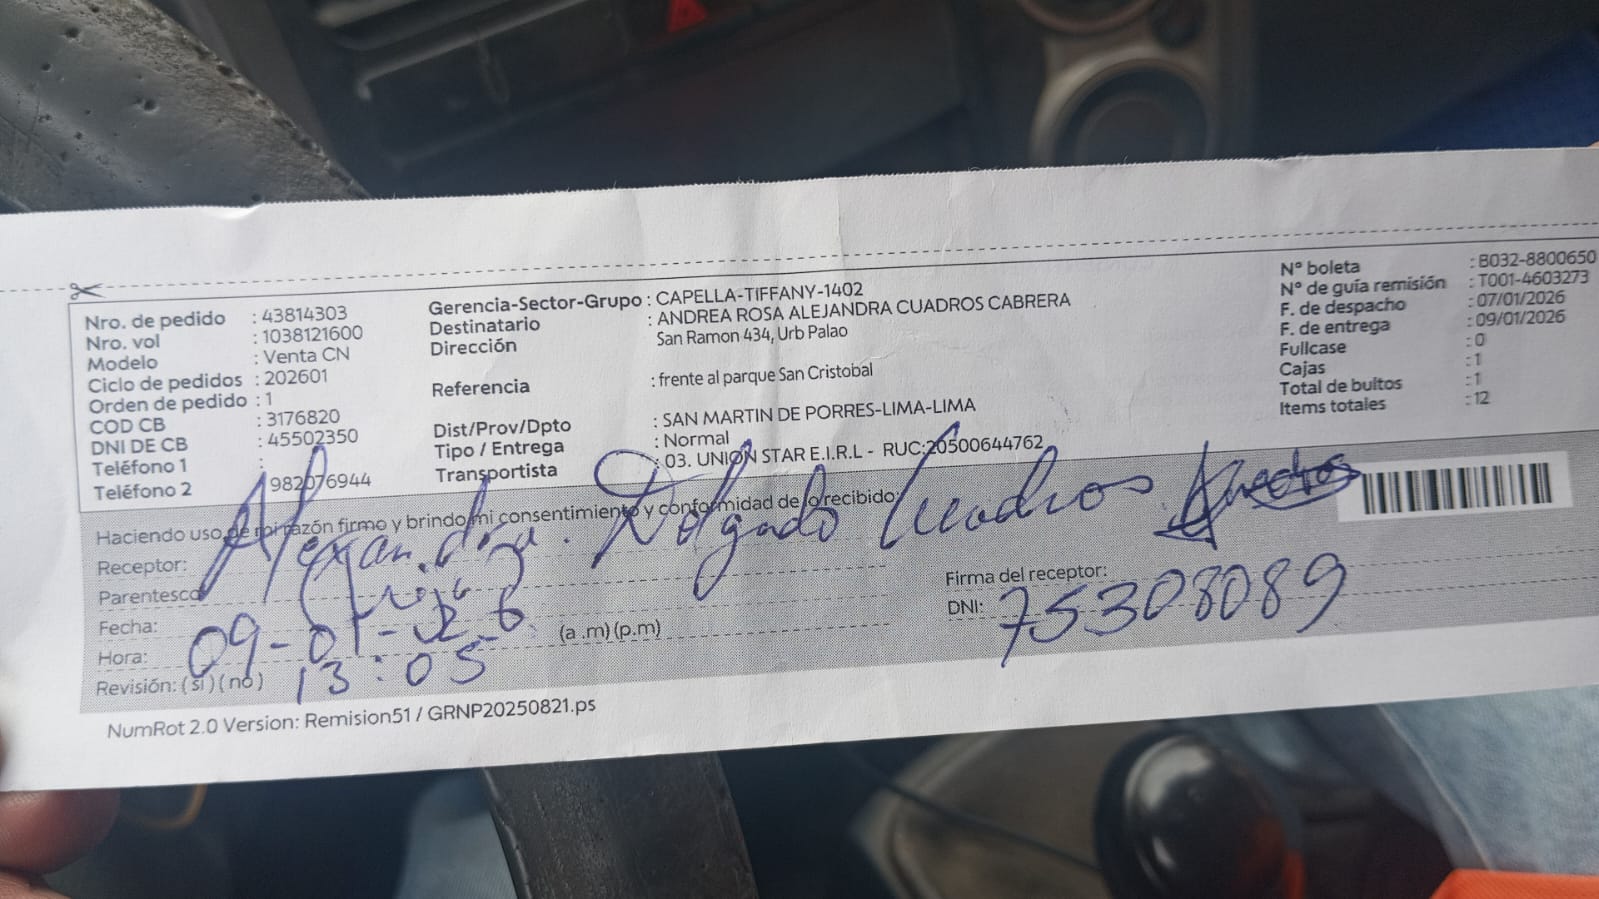 Nro. de pedido : 43814303
Nro. vol : 1038121600
Modelo : Venta CN
Ciclo de pedidos : 202601
Orden de pedido : 1
COD CB : 3176820
DNI DE CB : 45502350
Teléfono 1 :
Teléfono 2 982076944
Gerencia-Sector-Grupo : CAPELLA-TIFFANY-1402
Destinatario : ANDREA ROSA ALEJANDRA CUADROS CABRERA
Dirección San Ramon 434, Urb Palao
Referencia : frente al parque San Cristobal
Dist/Prov/Dpto : SAN MARTIN DE PORRES-LIMA-LIMA
Tipo / Entrega : Normal
Transportista : 03. UNION STAR E.I.R.L - RUC:20500644762
N° boleta : B032-8800650
N° de guía remisión : T001-4603273
F. de despacho : 07/01/2026
F. de entrega : 09/01/2026
Fullcase : 0
Cajas : 1
Total de bultos : 1
Items totales : 12
Haciendo uso de mi razón firmo y brindo mi consentimiento y conformidad de lo recibido:
Receptor: Alexandra Delgado Cuadros
Parentesco
Fecha: 09-01-26
Hora: 13:05 (a .m) (p.m)
Revisión: ( si ) ( no )
Firma del receptor:
DNI: 75308089
NumRot 2.0 Version: Remision51 / GRNP20250821.ps